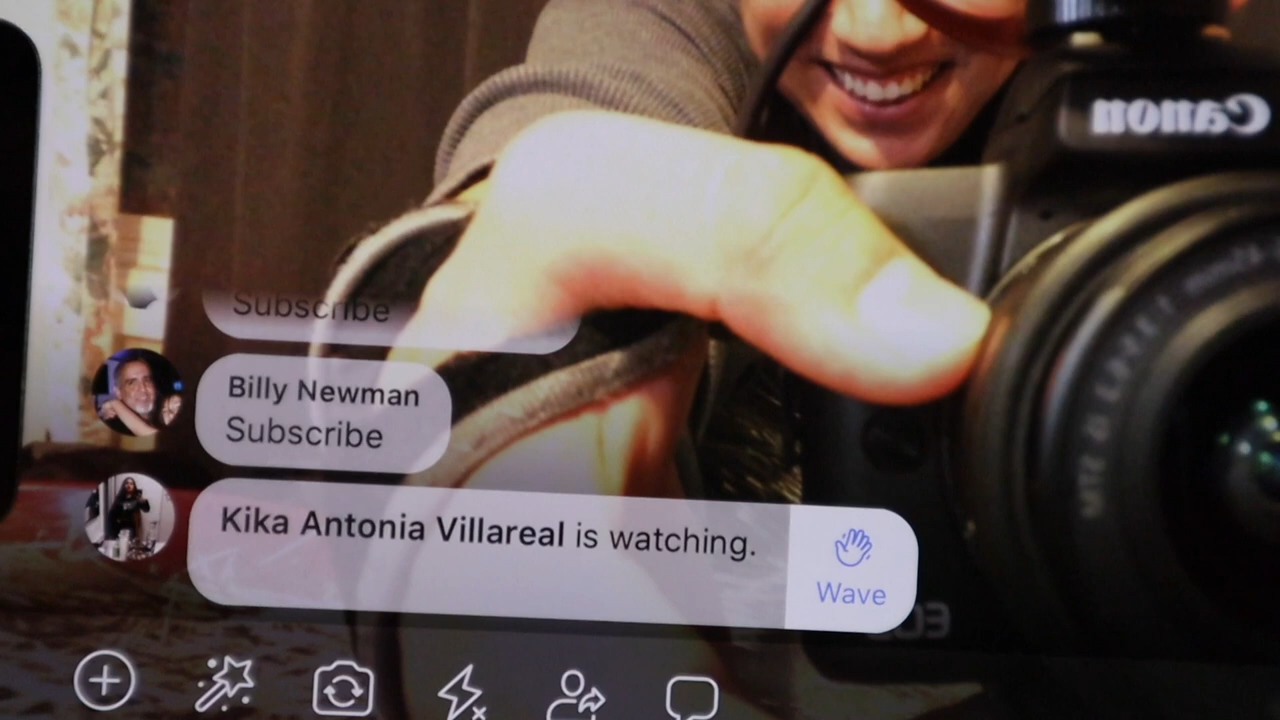 Canon
Subscribe
Billy Newman
Subscribe
Kika Antonia Villareal is watching.
Wave